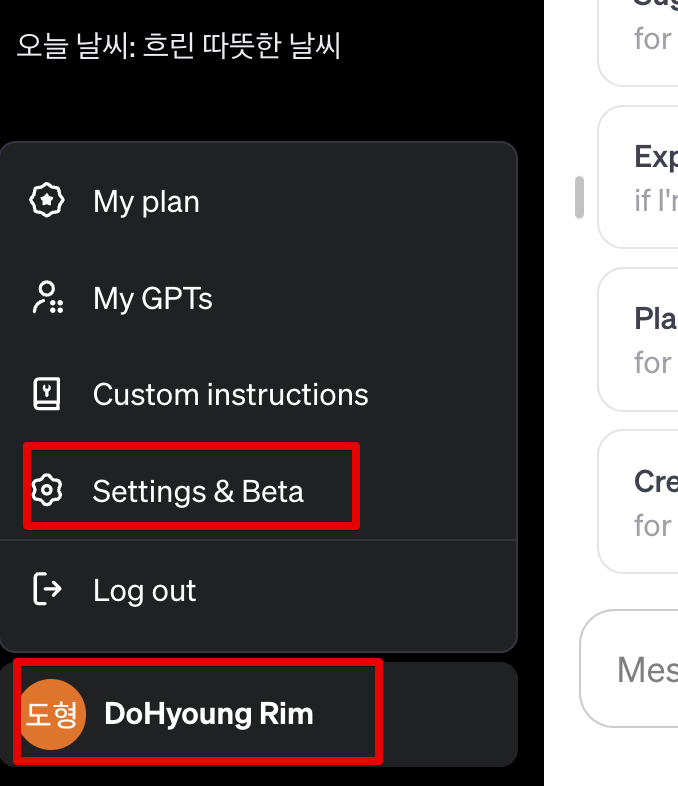 오늘 날씨: 흐린 따뜻한 날씨
My plan
My GPTs
Custom instructions
Settings & Beta
Log out
도형 DoHyoung Rim
for
Exp
if I'
Pla
for
Cre
for
Mes